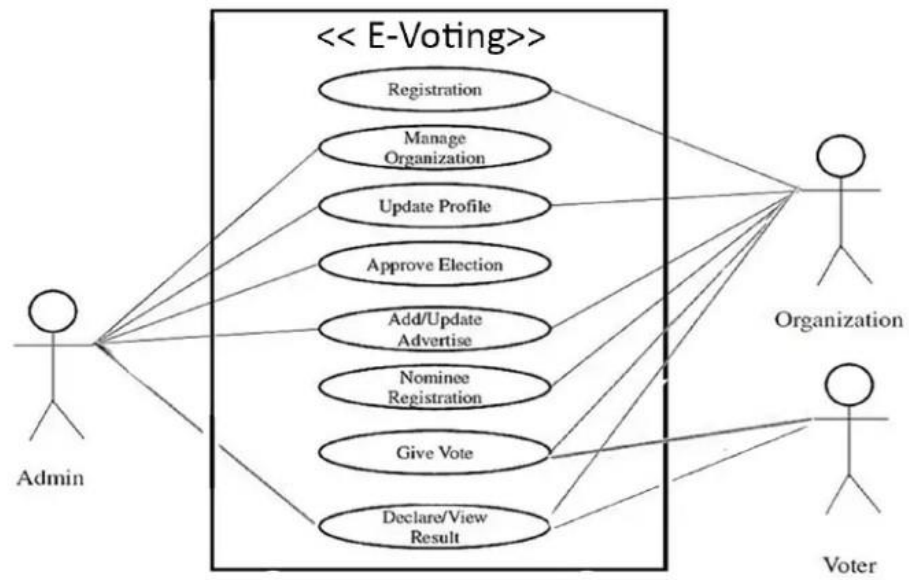 << E-Voting>>
Registration
Manage
Organization
Update Profile
Approve Election
Add/Update
Advertise
Nominee
Registration
Give Vote
Declare/View
Result
Admin
Organization
Voter